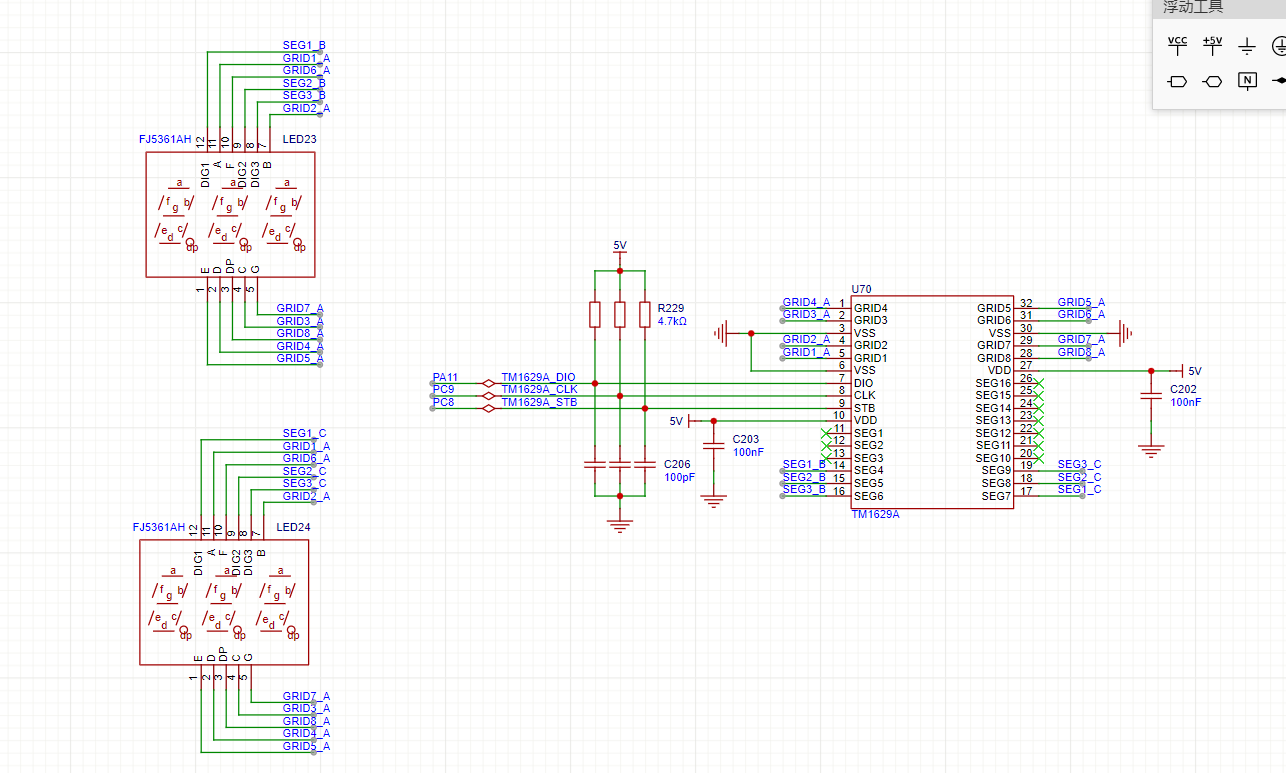 浮动工具
VCC
+5V
N
SEG1_B
GRID1_A
GRID6_A
SEG2_B
SEG3_B
GRID2_A
FJ5361AH
LED23
12
11
10
9
8
7
DIG1
A
F
DIG2
DIG3
B
a
f
g
b
e
d
c
dp
a
f
g
b
e
d
c
dp
a
f
g
b
e
d
c
dp
E
D
DP
C
G
1
2
3
4
5
GRID7_A
GRID3_A
GRID8_A
GRID4_A
GRID5_A
SEG1_C
GRID1_A
GRID6_A
SEG2_C
SEG3_C
GRID2_A
FJ5361AH
LED24
12
11
10
9
8
7
DIG1
A
F
DIG2
DIG3
B
a
f
g
b
e
d
c
dp
a
f
g
b
e
d
c
dp
a
f
g
b
e
d
c
dp
E
D
DP
C
G
1
2
3
4
5
GRID7_A
GRID3_A
GRID8_A
GRID4_A
GRID5_A
5V
R229
4.7kΩ
PA11
TM1629A_DIO
PC9
TM1629A_CLK
PC8
TM1629A_STB
C206
100pF
5V
C203
100nF
U70
GRID4_A 1 GRID4
GRID3_A 2 GRID3
3 VSS
GRID2_A 4 GRID2
GRID1_A 5 GRID1
6 VSS
7 DIO
8 CLK
9 STB
10 VDD
11 SEG1
12 SEG2
13 SEG3
SEG1_B 14 SEG4
SEG2_B 15 SEG5
SEG3_B 16 SEG6
GRID5 32 GRID5_A
GRID6 31 GRID6_A
VSS 30
GRID7 29 GRID7_A
GRID8 28 GRID8_A
VDD 27
SEG16 26
SEG15 25
SEG14 24
SEG13 23
SEG12 22
SEG11 21
SEG10 20
SEG9 19 SEG3_C
SEG8 18 SEG2_C
SEG7 17 SEG1_C
TM1629A
5V
C202
100nF